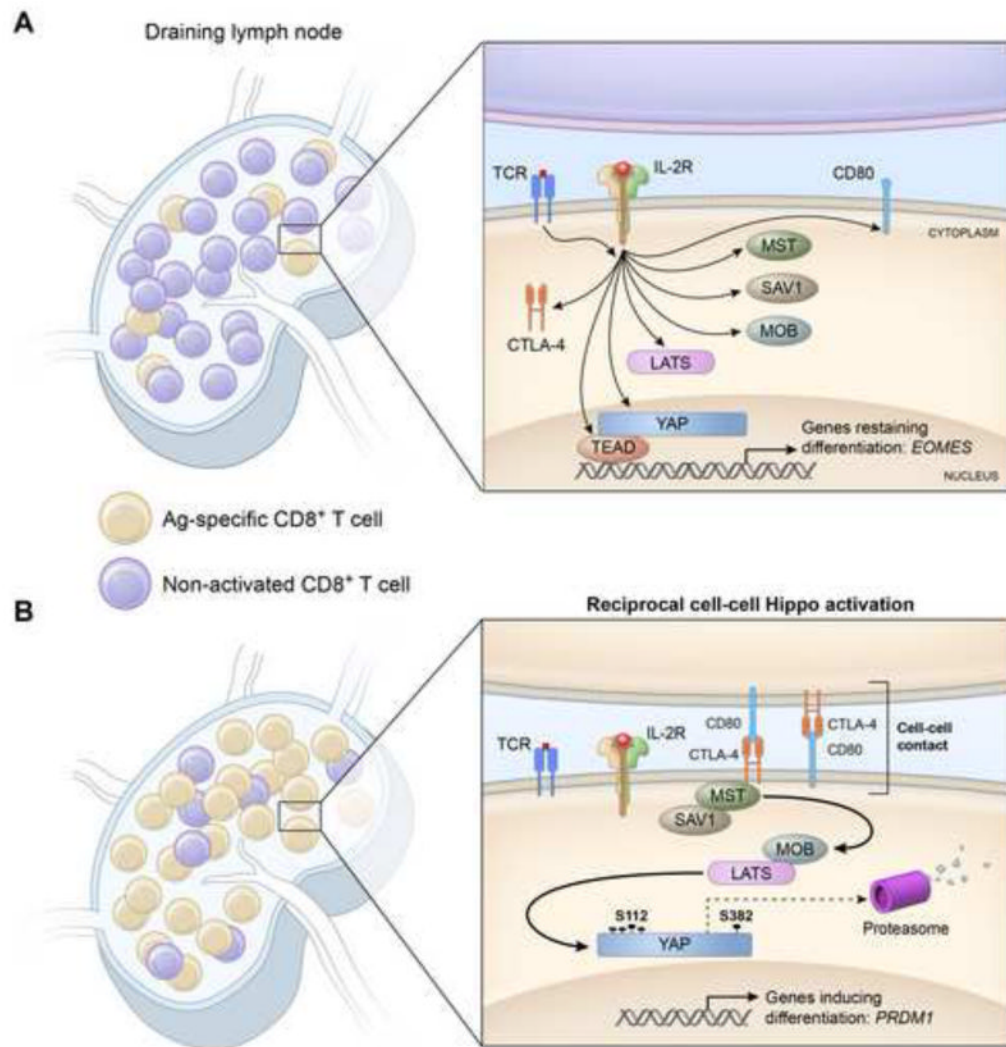 A
Draining lymph node
TCR
IL-2R
CD80
CYTOPLASM
MST
SAV1
MOB
CTLA-4
LATS
YAP
TEAD
Genes restaining
differentiation: EOMES
NUCLEUS
Ag-specific CD8⁺ T cell
Non-activated CD8⁺ T cell
B
Reciprocal cell-cell Hippo activation
TCR
IL-2R
CD80
CTLA-4
CTLA-4
CD80
Cell-cell
contact
MST
SAV1
MOB
LATS
S112
S382
YAP
Proteasome
Genes inducing
differentiation: PRDM1